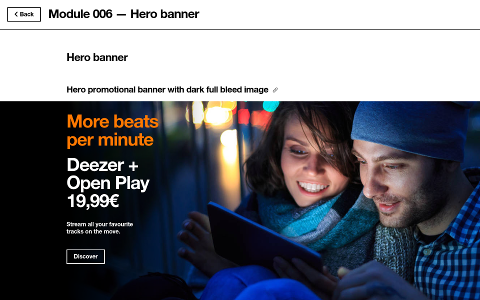 Back
Module 006 — Hero banner
Hero banner
Hero promotional banner with dark full bleed image
More beats
per minute
Deezer +
Open Play
19,99€
Stream all your favourite
tracks on the move.
Discover